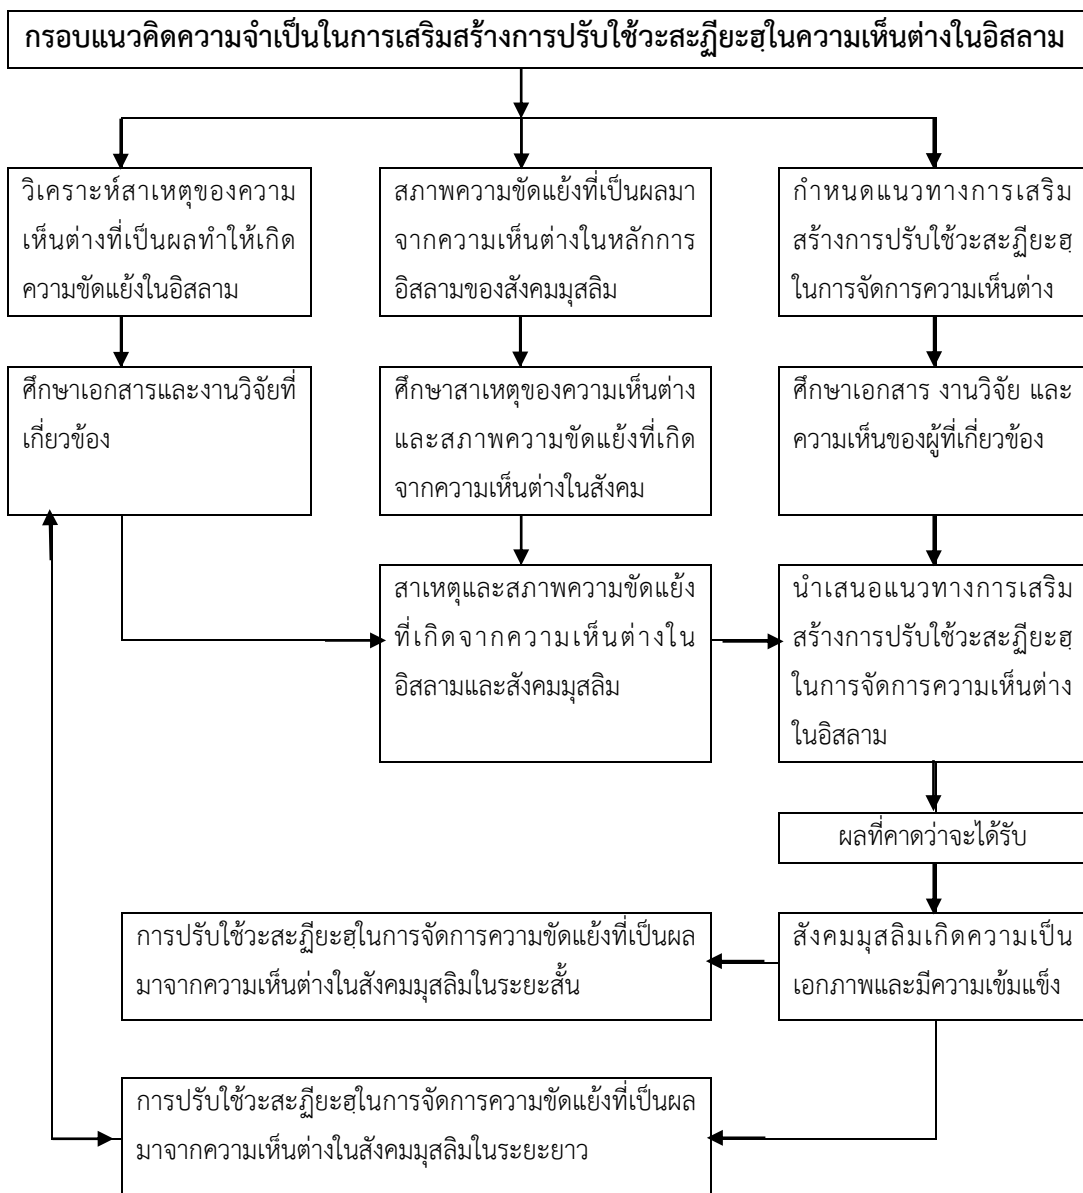 กรอบแนวคิดความจำเป็นในการเสริมสร้างการปรับใช้วะสะฏียะฮฺในความเห็นต่างในอิสลาม
วิเคราะห์สาเหตุของความ
เห็นต่างที่เป็นผลทำให้เกิด
ความขัดแย้งในอิสลาม
สภาพความขัดแย้งที่เป็นผลมา
จากความเห็นต่างในหลักการ
อิสลามของสังคมมุสลิม
กำหนดแนวทางการเสริม
สร้างการปรับใช้วะสะฏียะฮฺ
ในการจัดการความเห็นต่าง
ศึกษาเอกสารและงานวิจัยที่
เกี่ยวข้อง
ศึกษาสาเหตุของความเห็นต่าง
และสภาพความขัดแย้งที่เกิด
จากความเห็นต่างในสังคม
ศึกษาเอกสาร งานวิจัย และ
ความเห็นของผู้ที่เกี่ยวข้อง
สาเหตุและสภาพความขัดแย้ง
ที่เกิดจากความเห็นต่างใน
อิสลามและสังคมมุสลิม
นำเสนอแนวทางการเสริม
สร้างการปรับใช้วะสะฏียะฮฺ
ในการจัดการความเห็นต่าง
ในอิสลาม
ผลที่คาดว่าจะได้รับ
การปรับใช้วะสะฏียะฮฺในการจัดการความขัดแย้งที่เป็นผล
มาจากความเห็นต่างในสังคมมุสลิมในระยะสั้น
สังคมมุสลิมเกิดความเป็น
เอกภาพและมีความเข้มแข็ง
การปรับใช้วะสะฏียะฮฺในการจัดการความขัดแย้งที่เป็นผล
มาจากความเห็นต่างในสังคมมุสลิมในระยะยาว